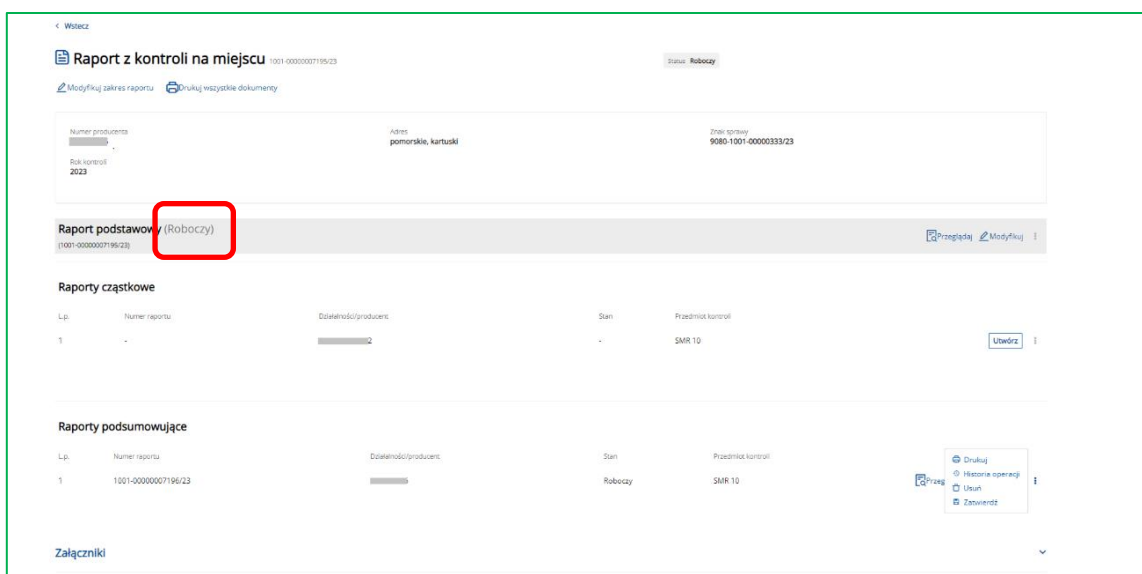 < Wstecz
Raport z kontroli na miejscu 1001-00000007195/23
Status Roboczy
Modyfikuj zakres raportu Drukuj wszystkie dokumenty
Numer producenta Adres Znak sprawy
pomorskie, kartuski 9080-1001-00000333/23
Rok kontroli
2023
Raport podstawowy (Roboczy)
(1001-00000007195/23)
Przeglądaj Modyfikuj
Raporty cząstkowe
L.p. Numer raportu Działalności/producent Stan Przedmiot kontroli
1 - 2 - SMR 10 Utwórz
Raporty podsumowujące
L.p. Numer raportu Działalności/producent Stan Przedmiot kontroli
1 1001-00000007196/23 Roboczy SMR 10 Przeg
Drukuj
Historia operacji
Usuń
Zatwierdź
Załączniki